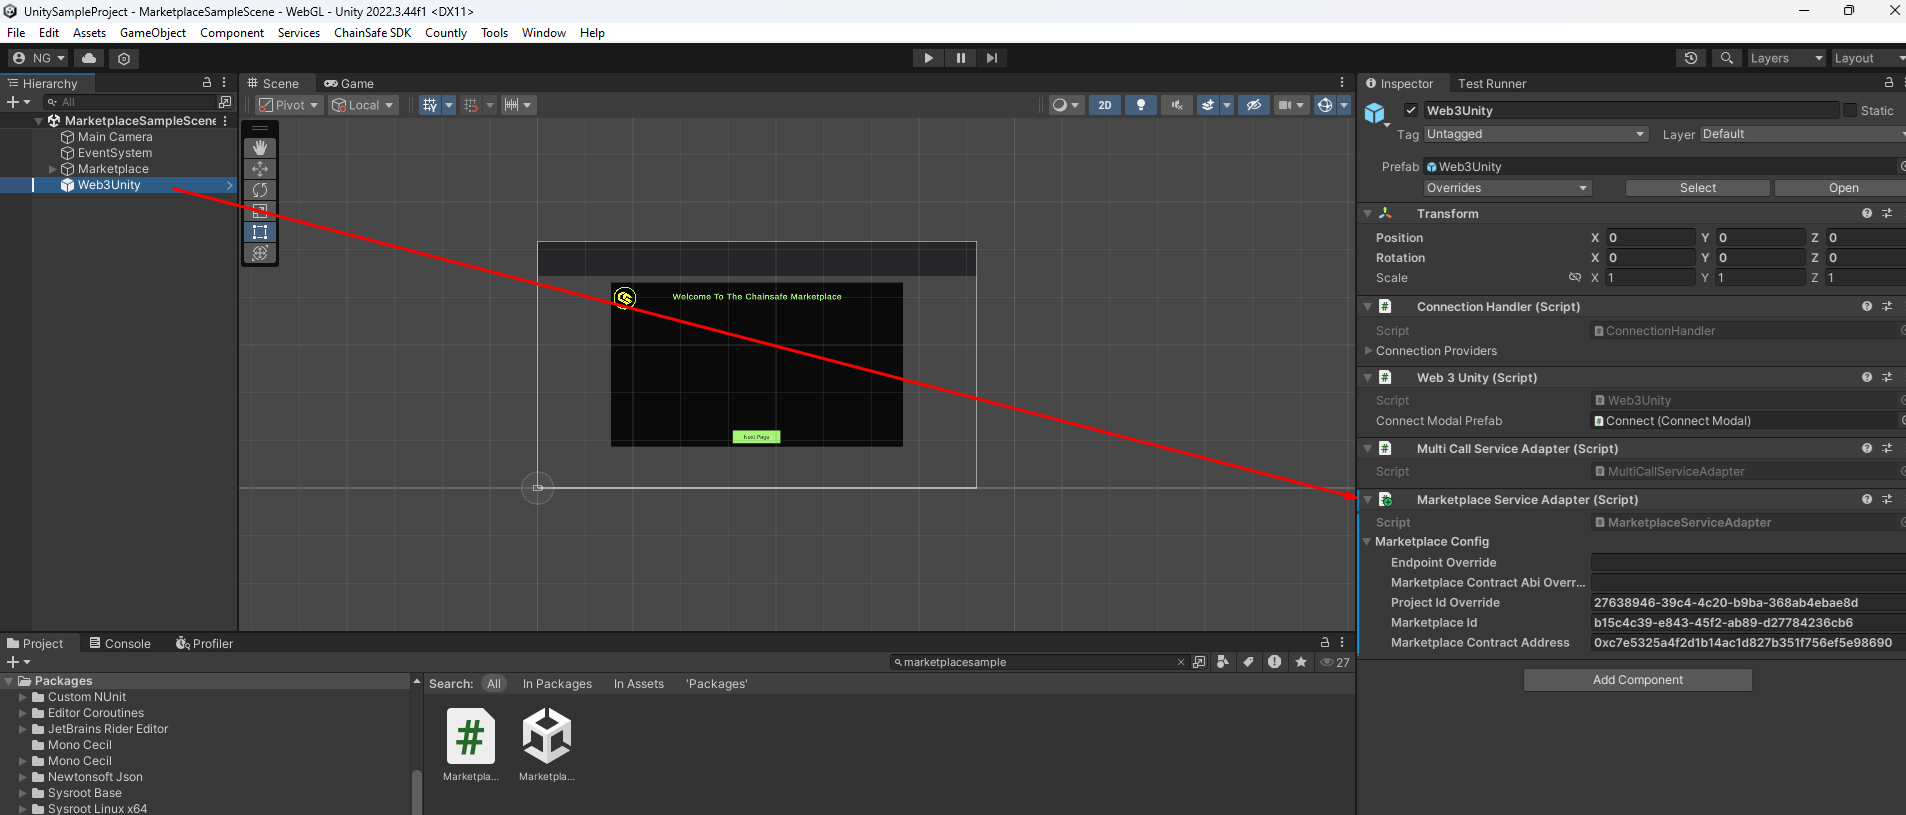 UnitySampleProject - MarketplaceSampleScene - WebGL - Unity 2022.3.44f1 <DX11>
File Edit Assets GameObject Component Services ChainSafe SDK Countly Tools Window Help
NG Layers Layout
Hierarchy
All
MarketplaceSampleScene
Main Camera
EventSystem
Marketplace
Web3Unity
Scene Game
Pivot Local 2D
Welcome To The Chainsafe Marketplace
Next Page
Inspector Test Runner
Web3Unity Static
Tag Untagged Layer Default
Prefab Web3Unity
Overrides Select Open
Transform
Position X 0 Y 0 Z 0
Rotation X 0 Y 0 Z 0
Scale X 1 Y 1 Z 1
# Connection Handler (Script)
Script ConnectionHandler
Connection Providers
# Web 3 Unity (Script)
Script Web3Unity
Connect Modal Prefab Connect (Connect Modal)
# Multi Call Service Adapter (Script)
Script MultiCallServiceAdapter
# Marketplace Service Adapter (Script)
Script MarketplaceServiceAdapter
Marketplace Config
Endpoint Override
Marketplace Contract Abi Overr...
Project Id Override 27638946-39c4-4c20-b9ba-368ab4ebae8d
Marketplace Id b15c4c39-e843-45f2-ab89-d27784236cb6
Marketplace Contract Address 0xc7e5325a4f2d1b14ac1d827b351f756ef5e98690
Add Component
Project Console Profiler
marketplacesample 27
Packages
Custom NUnit
Editor Coroutines
JetBrains Rider Editor
Mono Cecil
Mono Cecil
Newtonsoft Json
Sysroot Base
Sysroot Linux x64
Search: All In Packages In Assets 'Packages'
#
Marketpla... Marketpla...